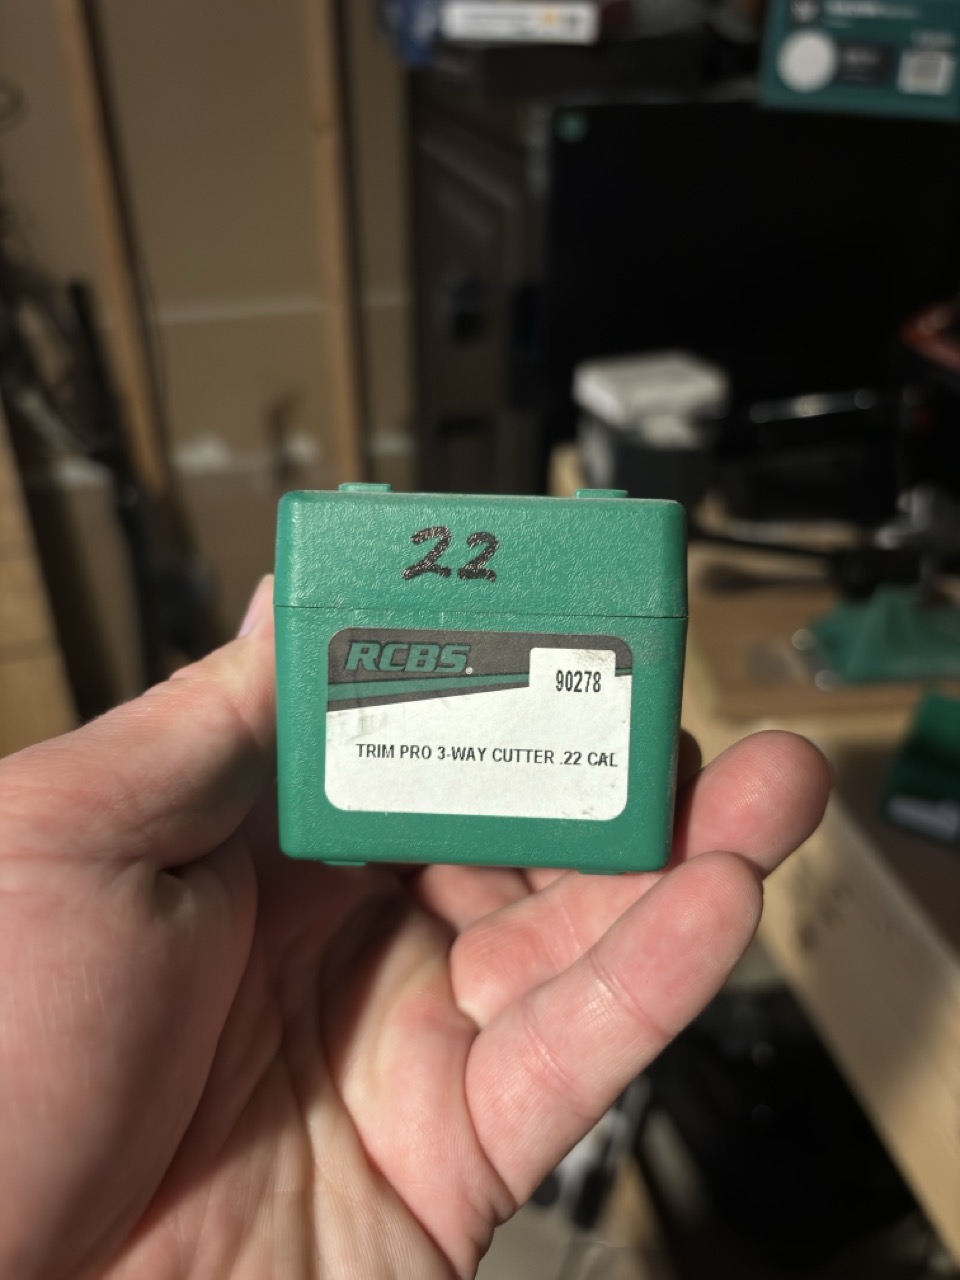 22
RCBS.
90278
TRIM PRO 3-WAY CUTTER .22 CAL